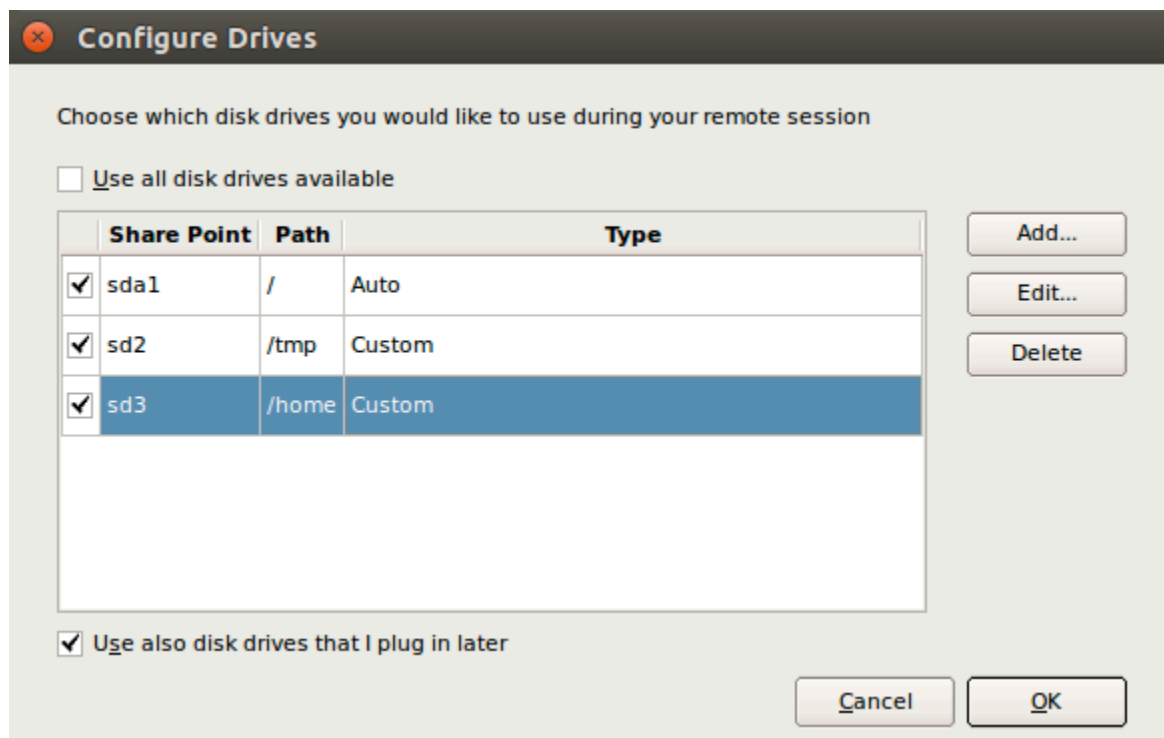 Configure Drives
Choose which disk drives you would like to use during your remote session
Use all disk drives available
Share Point Path Type
Add...
sda1 / Auto
Edit...
sd2 /tmp Custom
Delete
sd3 /home Custom
Use also disk drives that I plug in later
Cancel OK